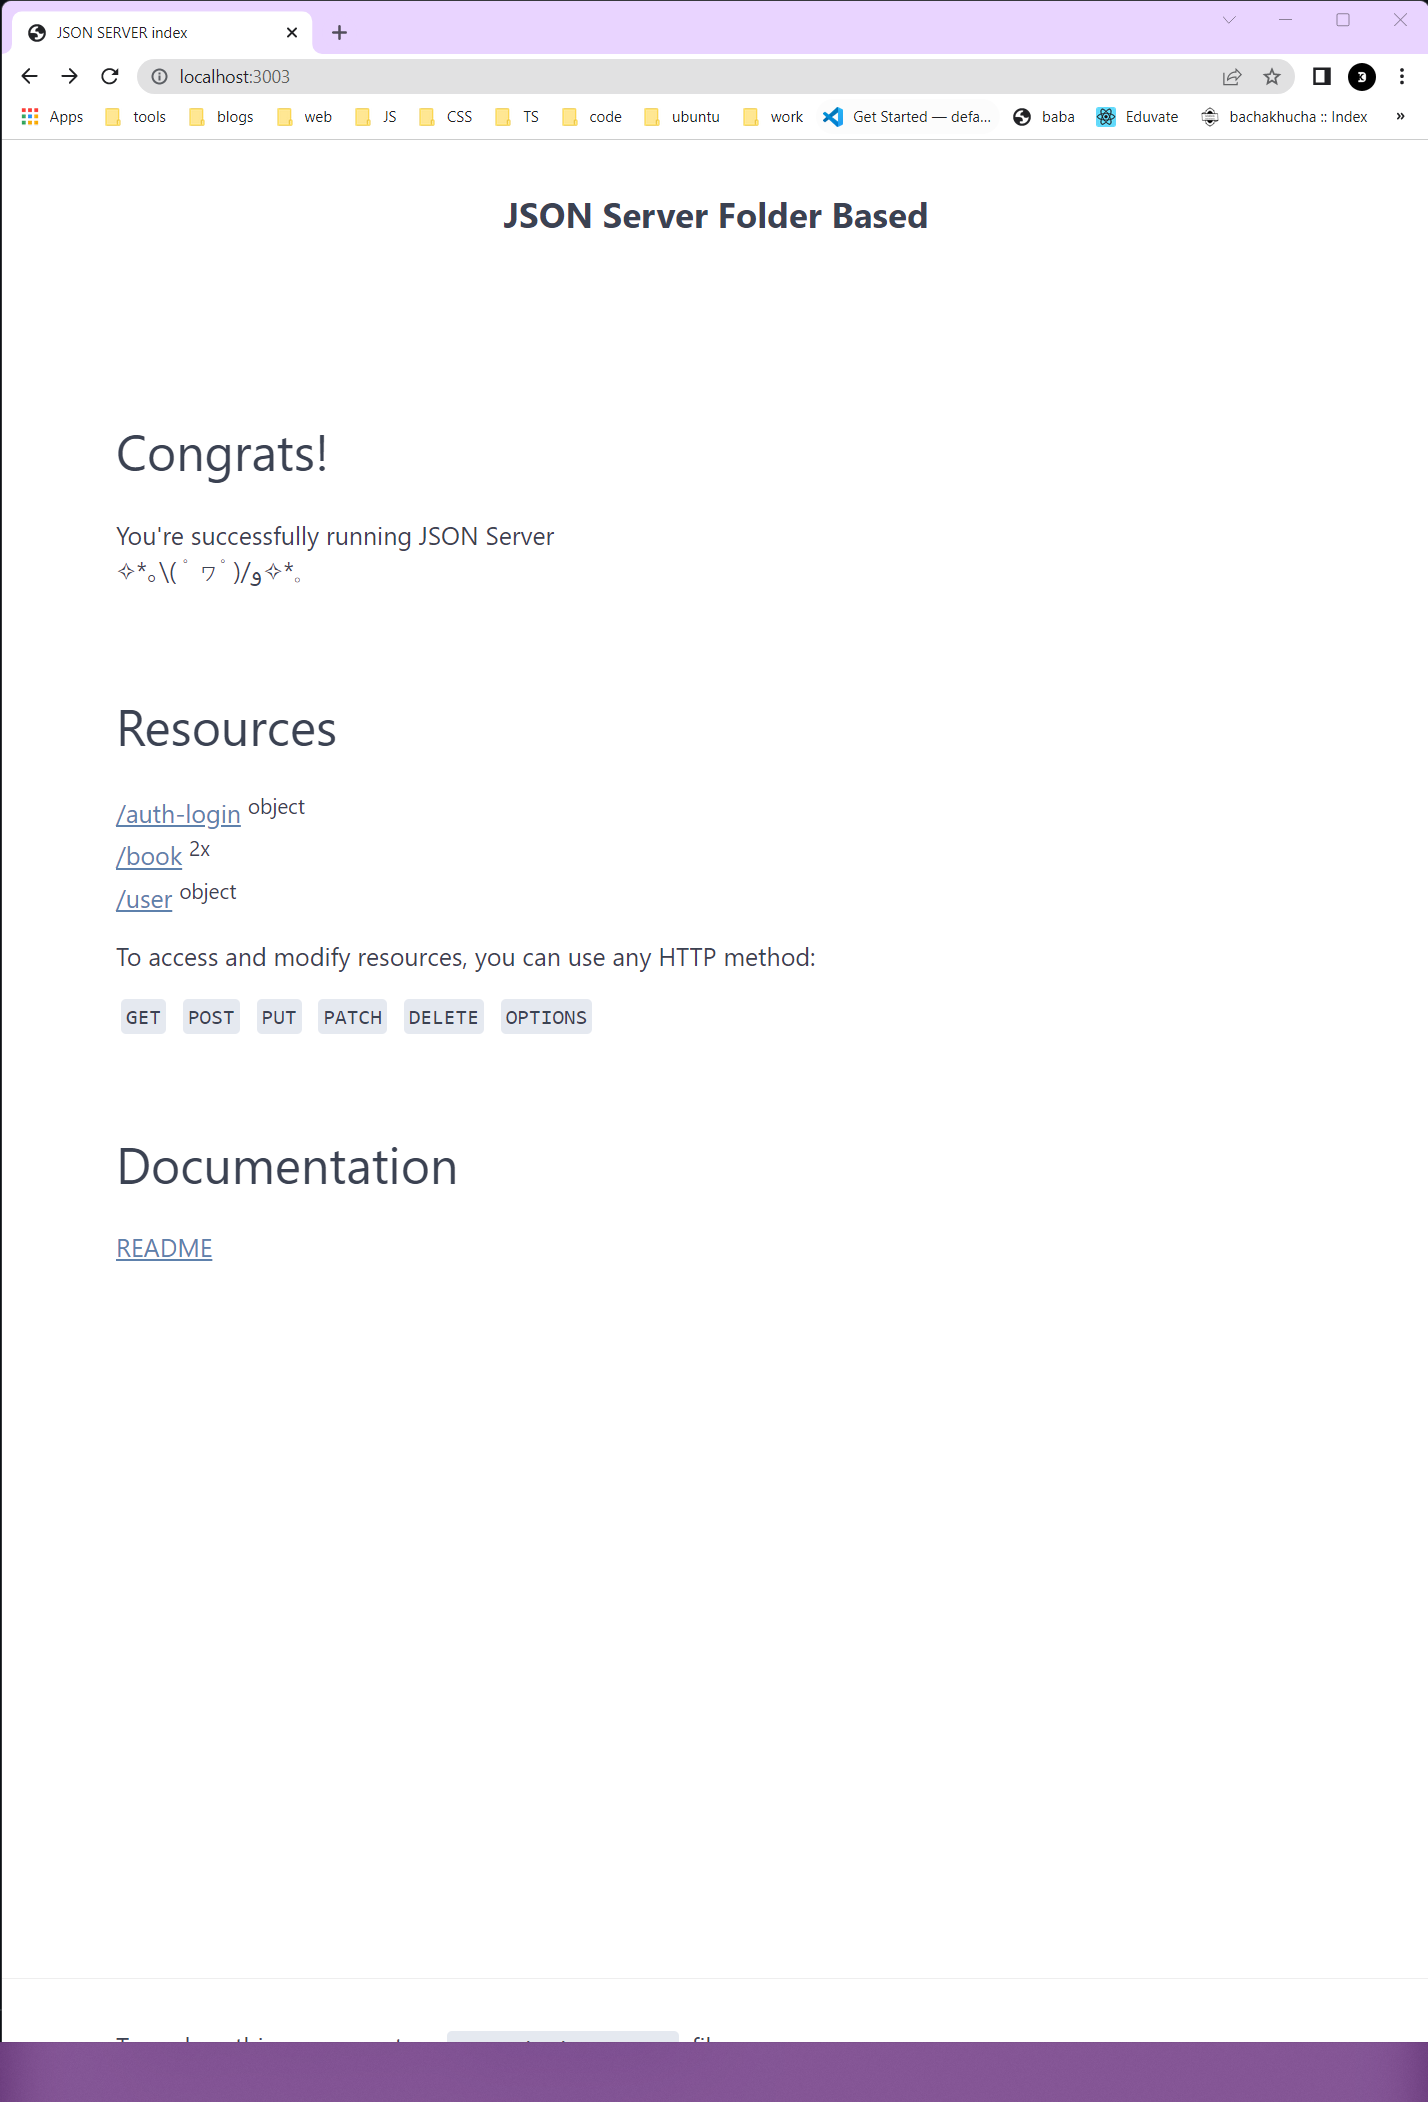 JSON SERVER index
localhost:3003
Apps tools blogs web JS CSS TS code ubuntu work Get Started — defa... baba Eduvate bachakhucha :: Index »
JSON Server Folder Based
Congrats!
You're successfully running JSON Server
✧*｡٩(ˊᗜˋ*)و✧*｡
Resources
/auth-login object
/book 2x
/user object
To access and modify resources, you can use any HTTP method:
GET POST PUT PATCH DELETE OPTIONS
Documentation
README